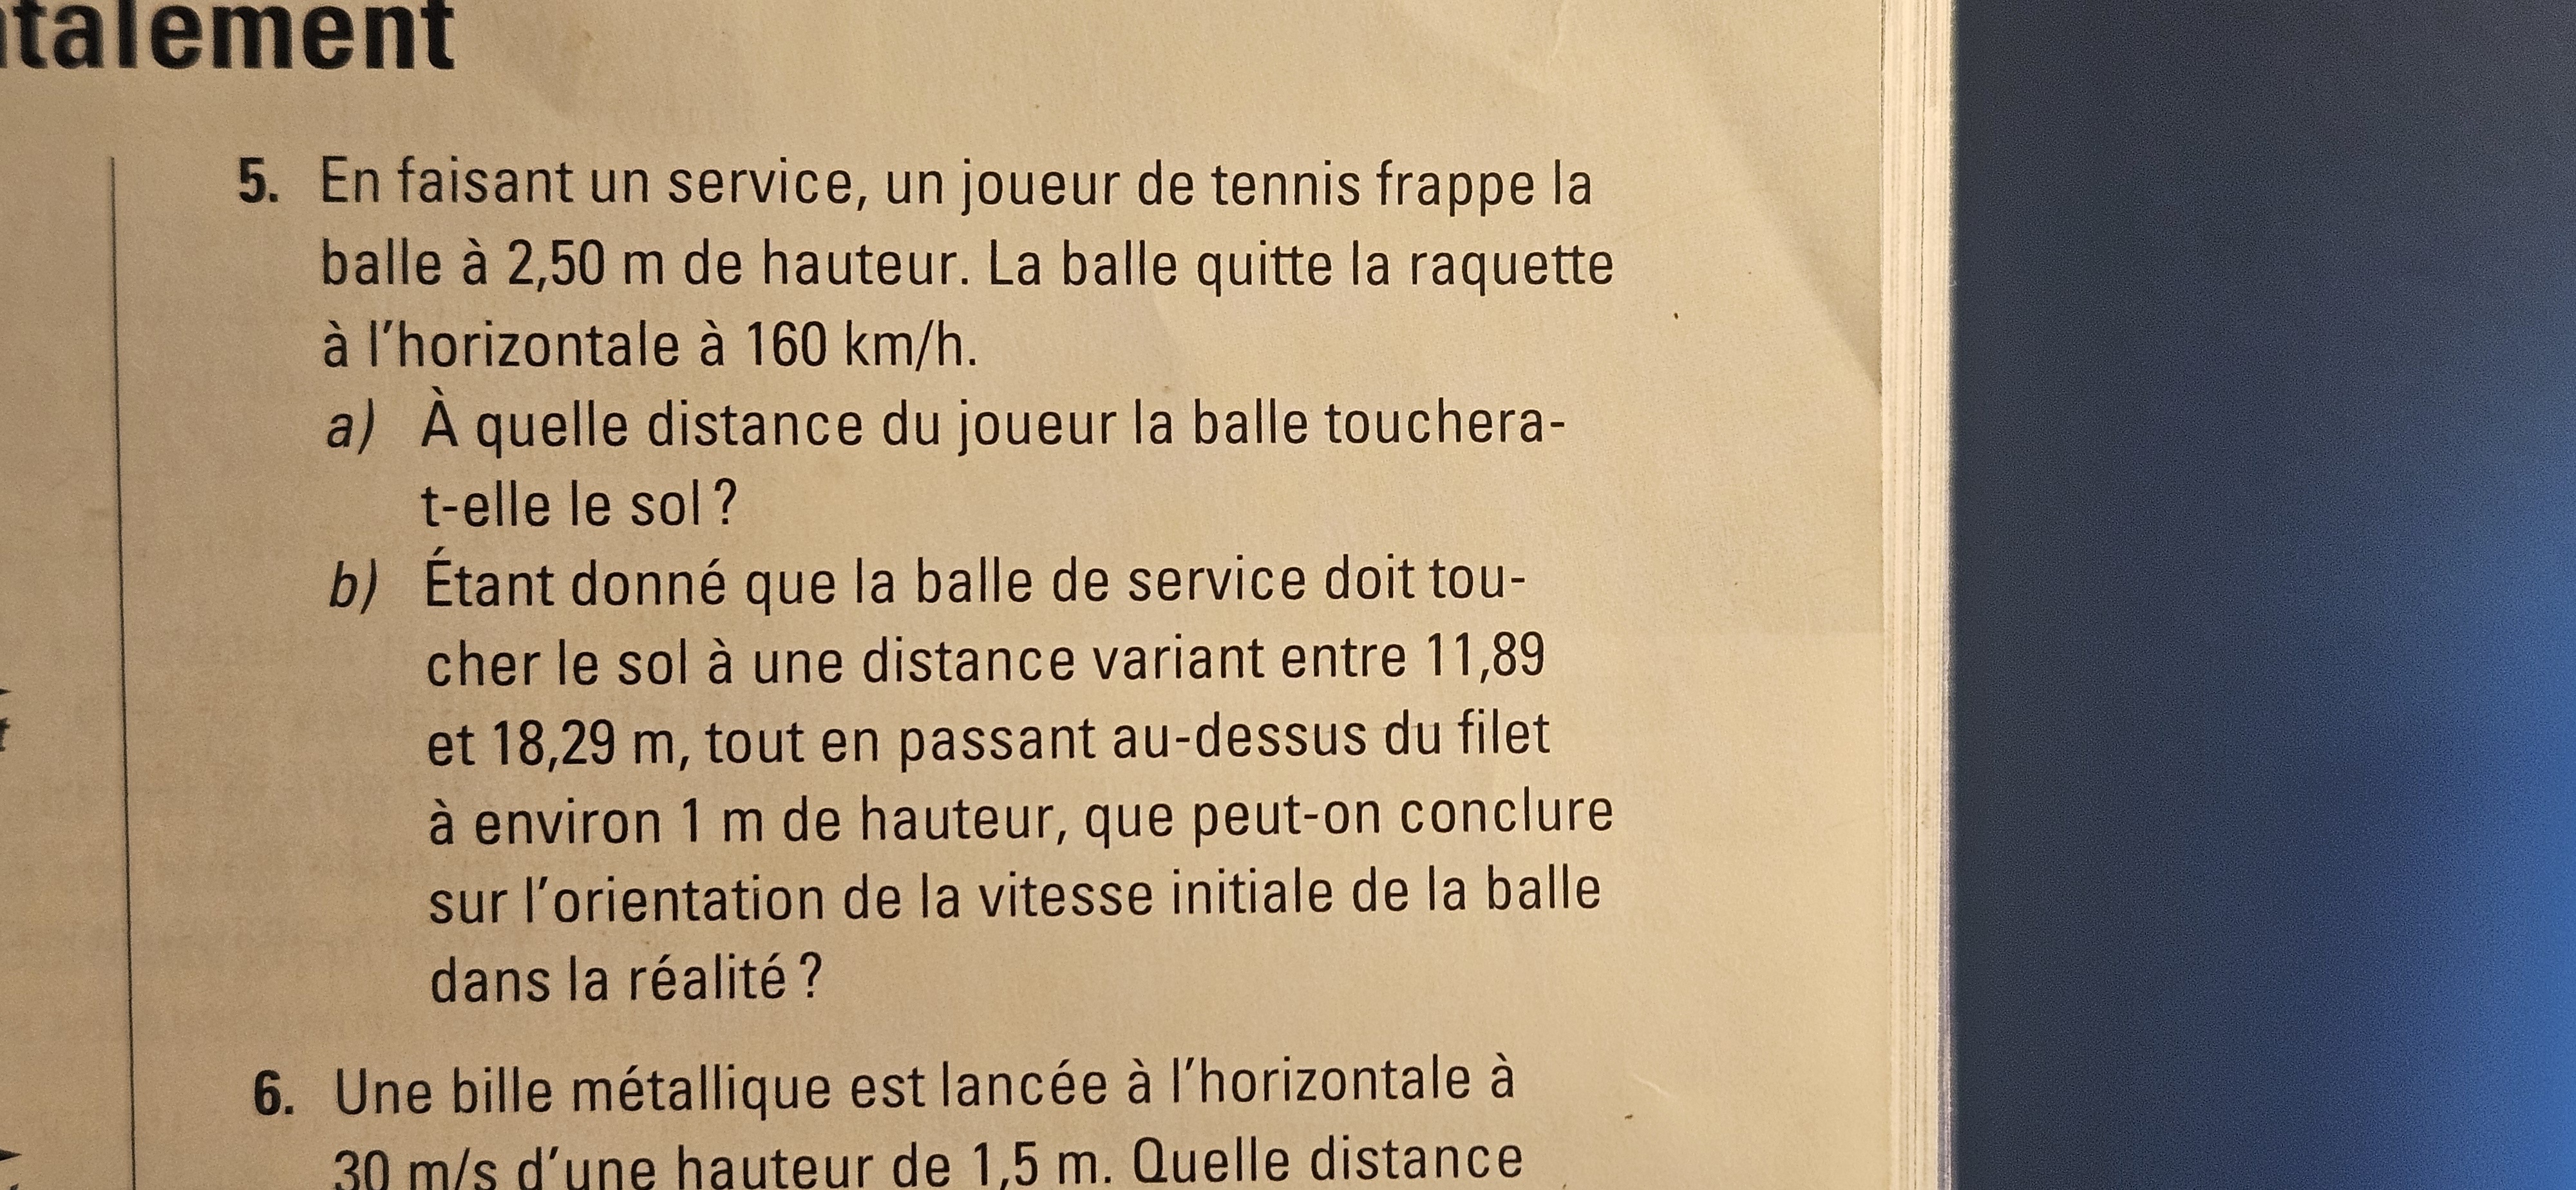 talement
5. En faisant un service, un joueur de tennis frappe la
balle à 2,50 m de hauteur. La balle quitte la raquette
à l'horizontale à 160 km/h.
a) À quelle distance du joueur la balle touchera-
t-elle le sol ?
b) Étant donné que la balle de service doit tou-
cher le sol à une distance variant entre 11,89
et 18,29 m, tout en passant au-dessus du filet
à environ 1 m de hauteur, que peut-on conclure
sur l'orientation de la vitesse initiale de la balle
dans la réalité ?
6. Une bille métallique est lancée à l'horizontale à
30 m/s d'une hauteur de 1,5 m. Quelle distance